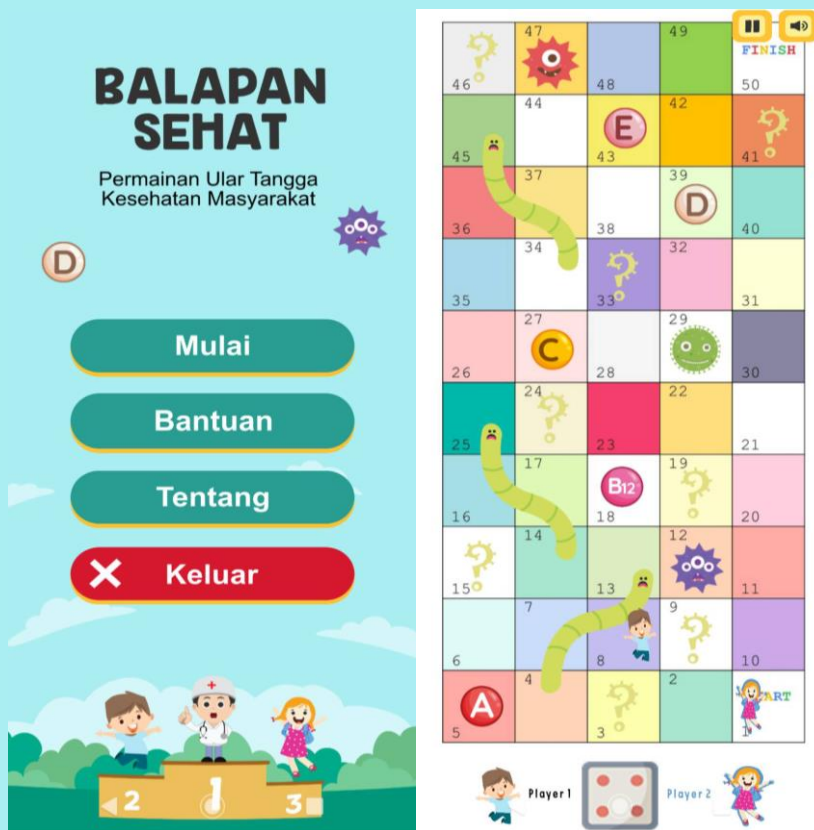 BALAPAN
SEHAT
Permainan Ular Tangga
Kesehatan Masyarakat
D
Mulai
Bantuan
Tentang
Keluar
2
1
3
46 ? 47 48 49 FINISH 50
45 44 E 43 42 ? 41
36 37 38 39 D 40
35 34 ? 33 32 31
26 27 C 28 29 30
25 24 ? 23 22 21
16 17 B12 18 19 ? 20
15 ? 14 13 12 11
6 7 8 9 ? 10
A 5 4 ? 3 2 ART 1
Player 1
Player 2